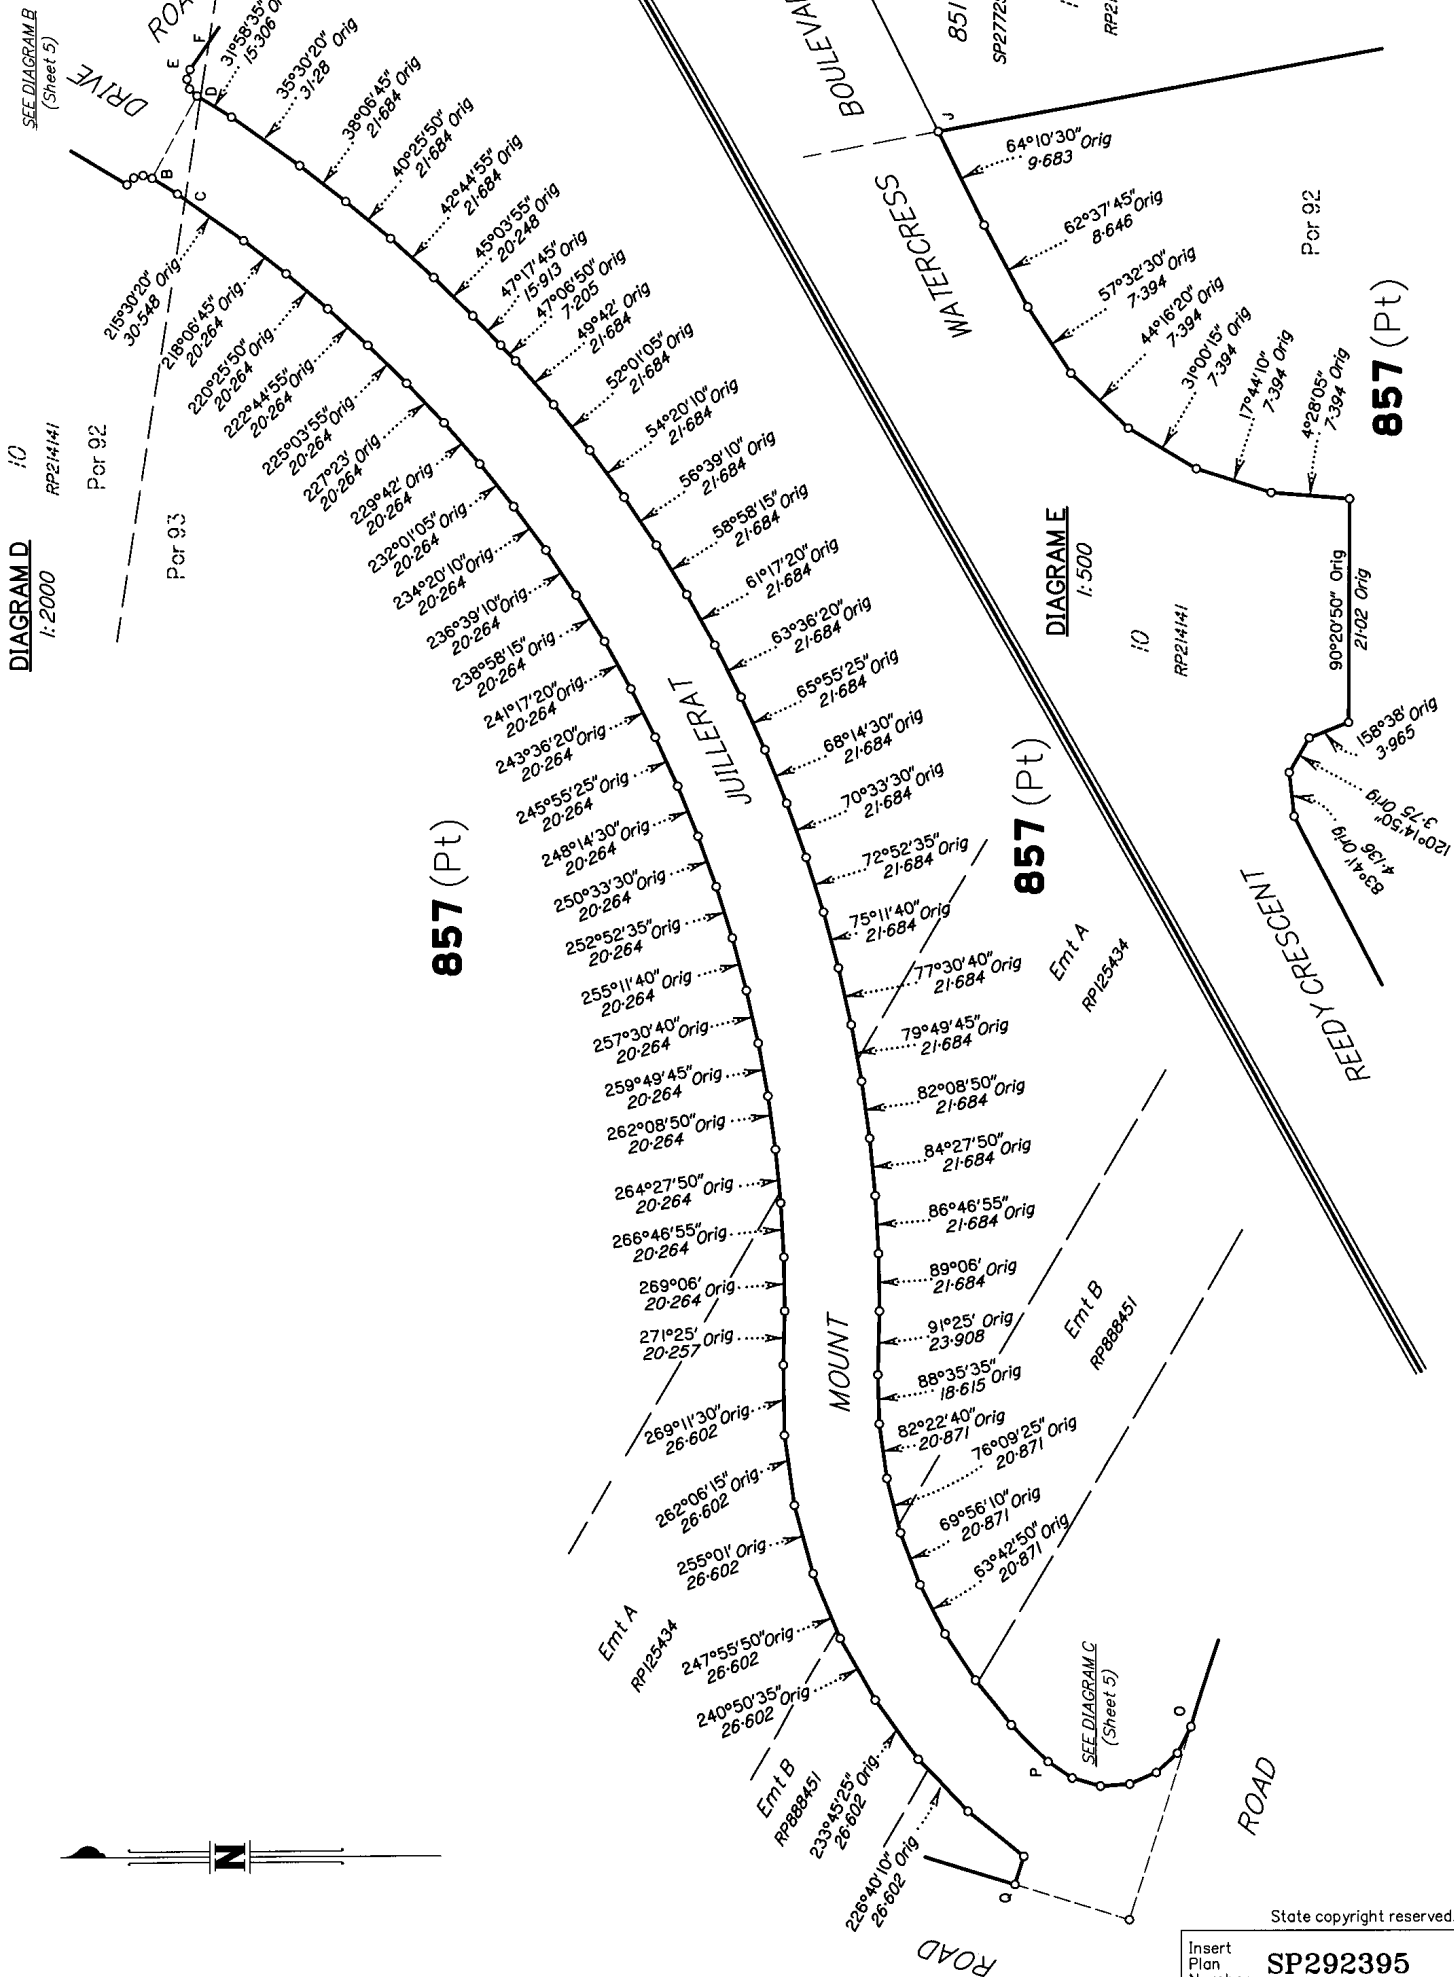 SEE DIAGRAM B
(Sheet 5)
DRIVE
E
F
D
B
C
31°58'35"
15·306
35°30'20" Orig
31·28
38°06'45" Orig
21·684
40°25'50" Orig
21·684
42°44'55" Orig
21·684
45°03'55" Orig
20·248
47°17'45" Orig
15·913
47°06'50" Orig
7·205
49°42' Orig
21·684
52°01'05" Orig
21·684
54°20'10" Orig
21·684
56°39'10" Orig
21·684
58°58'15" Orig
21·684
61°17'20" Orig
21·684
63°36'20" Orig
21·684
65°55'25" Orig
21·684
68°14'30" Orig
21·684
70°33'30" Orig
21·684
72°52'35" Orig
21·684
75°11'40" Orig
21·684
77°30'40" Orig
21·684
79°49'45" Orig
21·684
82°08'50" Orig
21·684
84°27'50" Orig
21·684
86°46'55" Orig
21·684
89°06' Orig
21·684
91°25' Orig
23·908
88°35'35" Orig
18·615
82°22'40" Orig
20·871
76°09'25" Orig
20·871
69°56'10" Orig
20·871
63°42'50" Orig
20·871
DIAGRAM D
1:2000
10
RP214141
Por 92
Por 93
215°30'20" Orig
30·548
218°06'45" Orig
20·264
220°25'50" Orig
20·264
222°44'55" Orig
20·264
225°03'55" Orig
20·264
227°23' Orig
20·264
229°42' Orig
20·264
232°01'05" Orig
20·264
234°20'10" Orig
20·264
236°39'10" Orig
20·264
238°58'15" Orig
20·264
241°17'20" Orig
20·264
243°36'20" Orig
20·264
245°55'25" Orig
20·264
248°14'30" Orig
20·264
250°33'30" Orig
20·264
252°52'35" Orig
20·264
255°11'40" Orig
20·264
257°30'40" Orig
20·264
259°49'45" Orig
20·264
262°08'50" Orig
20·264
264°27'50" Orig
20·264
266°46'55" Orig
20·264
269°06' Orig
20·264
271°25' Orig
20·257
269°11'30" Orig
26·602
262°06'15" Orig
26·602
255°01' Orig
26·602
247°55'50" Orig
26·602
240°50'35" Orig
26·602
233°45'25" Orig
26·602
226°40'10" Orig
26·602
857 (Pt)
MOUNT
JUILLERAT
Emt A
RP125434
Emt B
RP888451
857 (Pt)
Emt A
RP125434
Emt B
RP888451
SEE DIAGRAM C
(Sheet 5)
P
O
Q
ROAD
ROAD
N
WATERCRESS
851
J
64°10'30" Orig
9·683
62°37'45" Orig
8·646
57°32'30" Orig
7·394
44°16'20" Orig
7·394
31°00'15" Orig
7·394
17°44'10" Orig
7·394
4°28'05" Orig
7·394
Por 92
857 (Pt)
DIAGRAM E
1:500
10
RP214141
90°20'50" Orig
21·02 Orig
158°38' Orig
3·965
120°14'50"
3·75 Orig
83°41' Orig
4·136
REEDY CRESCENT
State copyright reserved.
Insert
Plan
SP292395